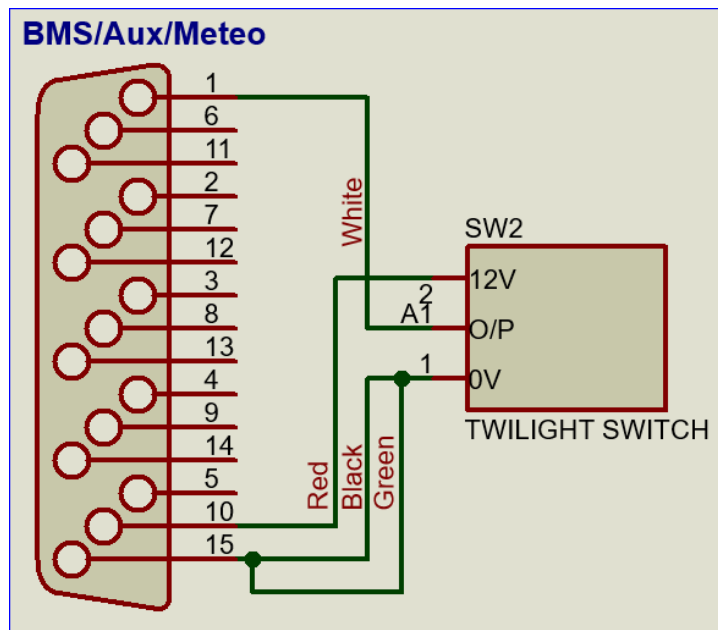 BMS/Aux/Meteo
1
6
11
2
7
12
3
8
13
4
9
14
5
10
15
White
Red
Black
Green
SW2
2
12V
A1
O/P
1
0V
TWILIGHT SWITCH